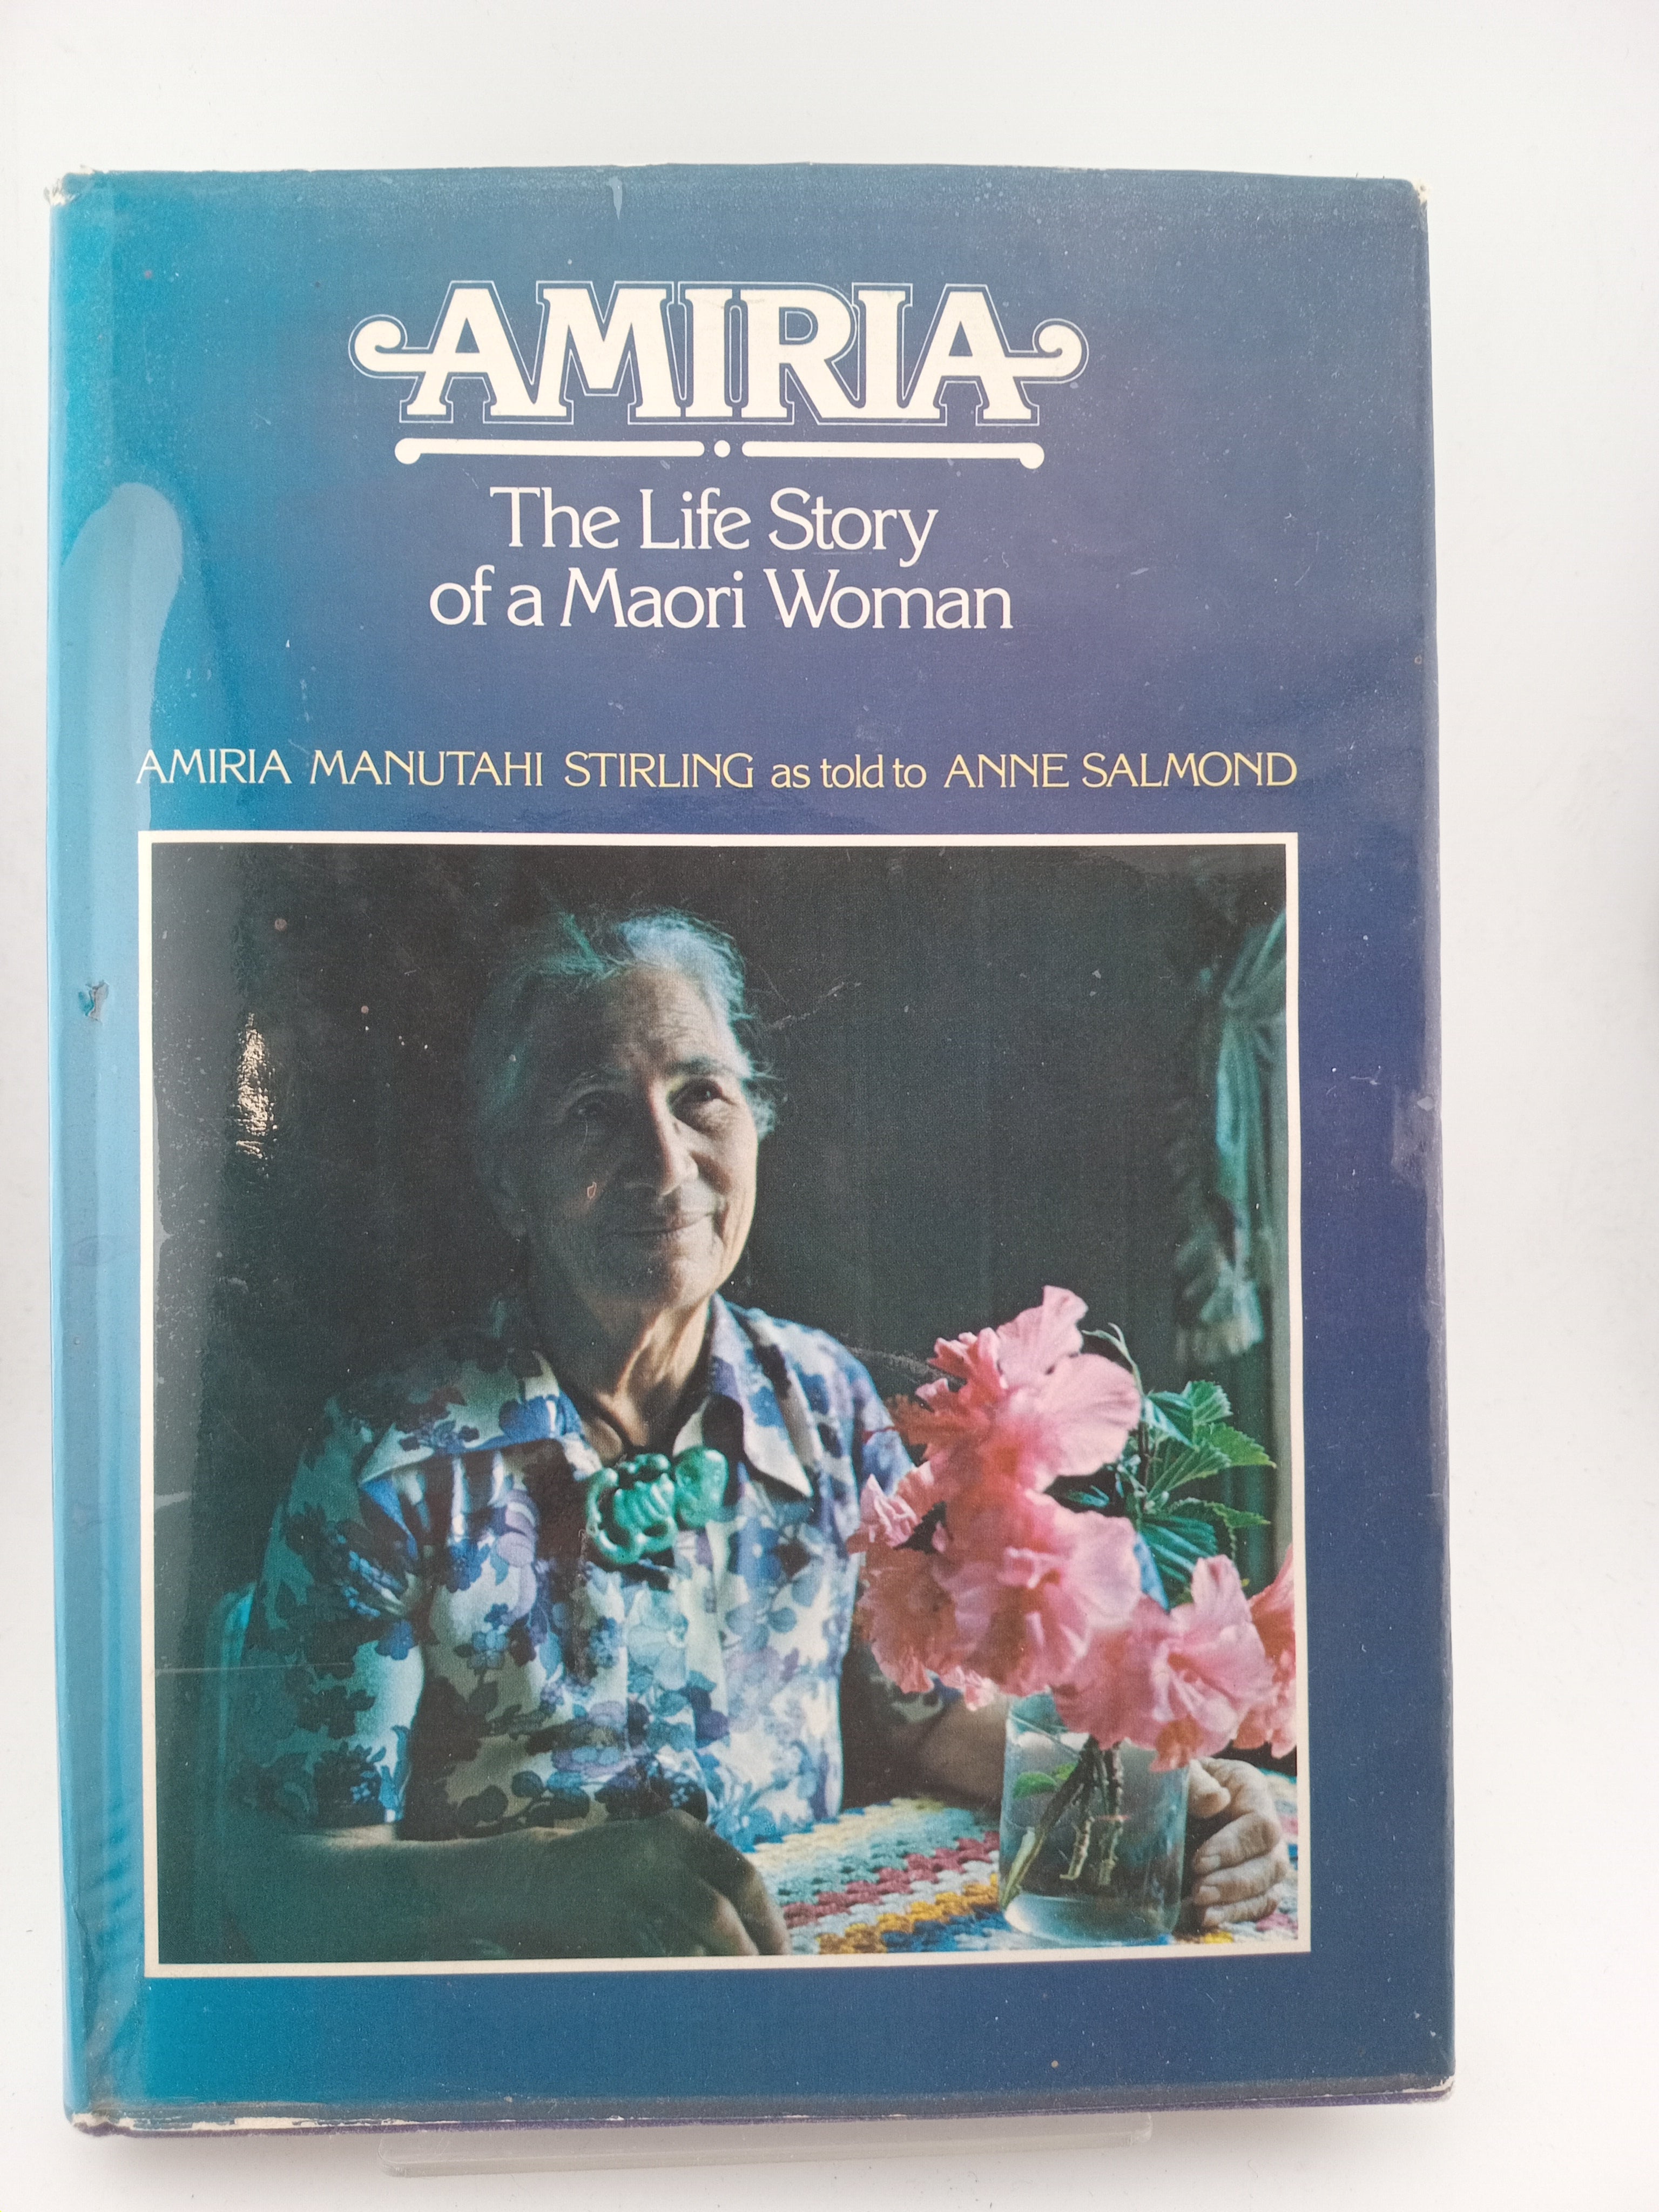 AMIRIA
The Life Story
of a Maori Woman
AMIRIA MANUTAHI STIRLING as told to ANNE SALMOND